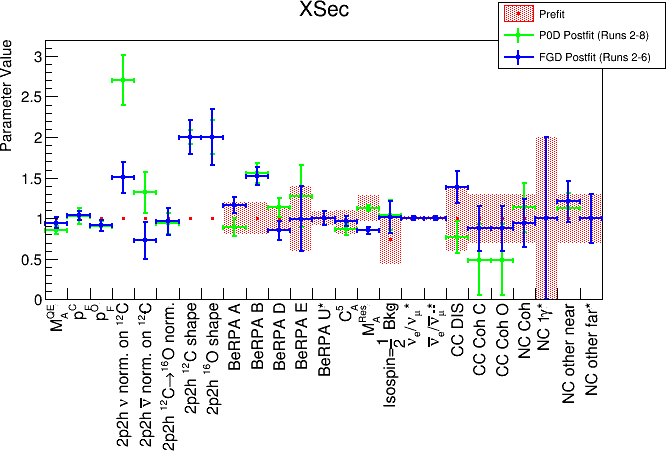 XSec
Prefit
P0D Postfit (Runs 2-8)
FGD Postfit (Runs 2-6)
Parameter Value
3
2.5
2
1.5
1
0.5
0
M_A^QE
p_F^C
p_F^O
2p2h ν norm. on ¹²C
2p2h ν̅ norm. on ¹²C
2p2h ¹²C→¹⁶O norm.
2p2h ¹²C shape
2p2h ¹⁶O shape
BeRPA A
BeRPA B
BeRPA D
BeRPA E
BeRPA U*
C_A^5
M_A^Res
Isospin=1/2 Bkg
ν_e/ν_μ*
ν̅_e/ν̅_μ*
CC DIS
CC Coh C
CC Coh O
NC Coh
NC 1γ*
NC other near
NC other far*